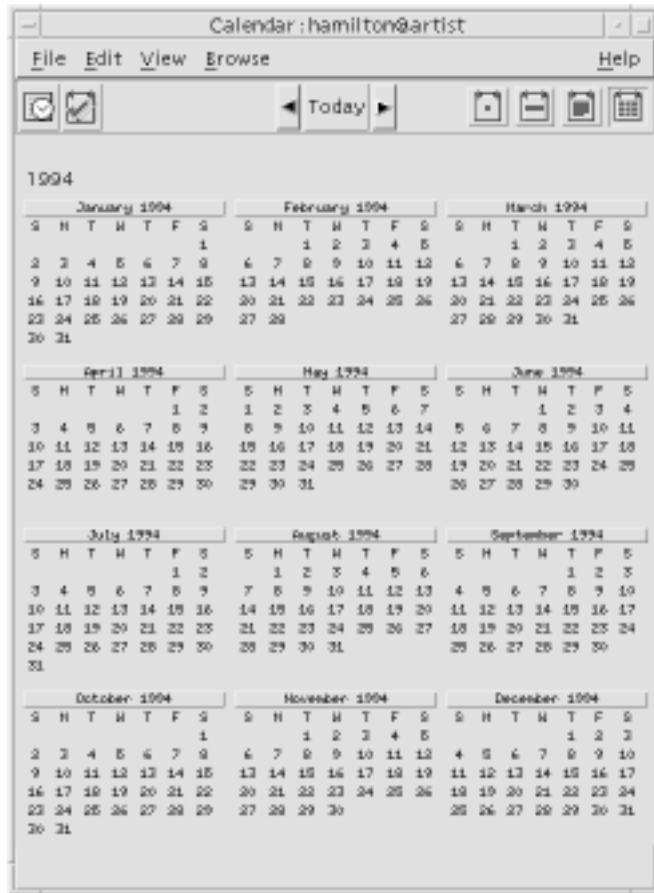 Calendar : hamilton@artist
File Edit View Browse Help
Today
1994
January 1994 February 1994 March 1994
S M T W T F S S M T W T F S S M T W T F S
1 1 2 3 4 5 1 2 3 4 5
2 3 4 5 6 7 8 6 7 8 9 10 11 12 6 7 8 9 10 11 12
9 10 11 12 13 14 15 13 14 15 16 17 18 19 13 14 15 16 17 18 19
16 17 18 19 20 21 22 20 21 22 23 24 25 26 20 21 22 23 24 25 26
23 24 25 26 27 28 29 27 28 27 28 29 30 31
30 31
April 1994 May 1994 June 1994
S M T W T F S S M T W T F S S M T W T F S
1 2 1 2 3 4 5 6 7 1 2 3 4
3 4 5 6 7 8 9 8 9 10 11 12 13 14 5 6 7 8 9 10 11
10 11 12 13 14 15 16 15 16 17 18 19 20 21 12 13 14 15 16 17 18
17 18 19 20 21 22 23 22 23 24 25 26 27 28 19 20 21 22 23 24 25
24 25 26 27 28 29 30 29 30 31 26 27 28 29 30
July 1994 August 1994 September 1994
S M T W T F S S M T W T F S S M T W T F S
1 2 1 2 3 4 5 6 1 2 3
3 4 5 6 7 8 9 7 8 9 10 11 12 13 4 5 6 7 8 9 10
10 11 12 13 14 15 16 14 15 16 17 18 19 20 11 12 13 14 15 16 17
17 18 19 20 21 22 23 21 22 23 24 25 26 27 18 19 20 21 22 23 24
24 25 26 27 28 29 30 28 29 30 31 25 26 27 28 29 30
31
October 1994 November 1994 December 1994
S M T W T F S S M T W T F S S M T W T F S
1 1 2 3 4 5 1 2 3
2 3 4 5 6 7 8 6 7 8 9 10 11 12 4 5 6 7 8 9 10
9 10 11 12 13 14 15 13 14 15 16 17 18 19 11 12 13 14 15 16 17
16 17 18 19 20 21 22 20 21 22 23 24 25 26 18 19 20 21 22 23 24
23 24 25 26 27 28 29 27 28 29 30 25 26 27 28 29 30 31
30 31